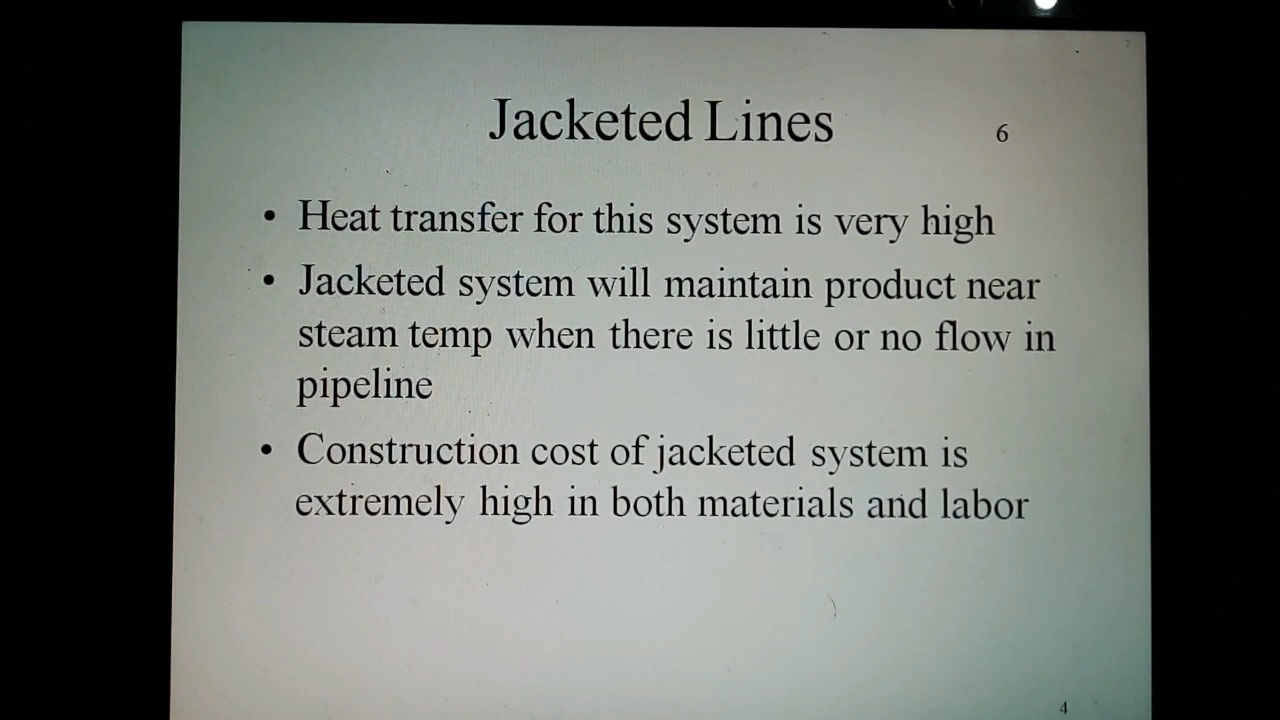 Jacketed Lines 6
• Heat transfer for this system is very high
• Jacketed system will maintain product near
steam temp when there is little or no flow in
pipeline
• Construction cost of jacketed system is
extremely high in both materials and labor
4